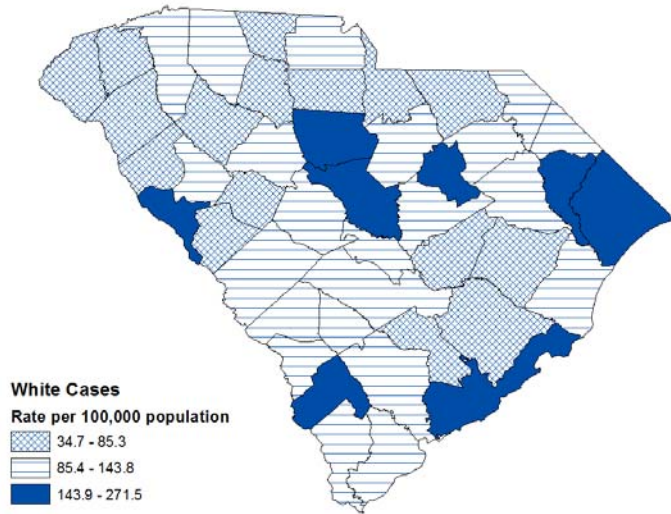 White Cases
Rate per 100,000 population
34.7 - 85.3
85.4 - 143.8
143.9 - 271.5